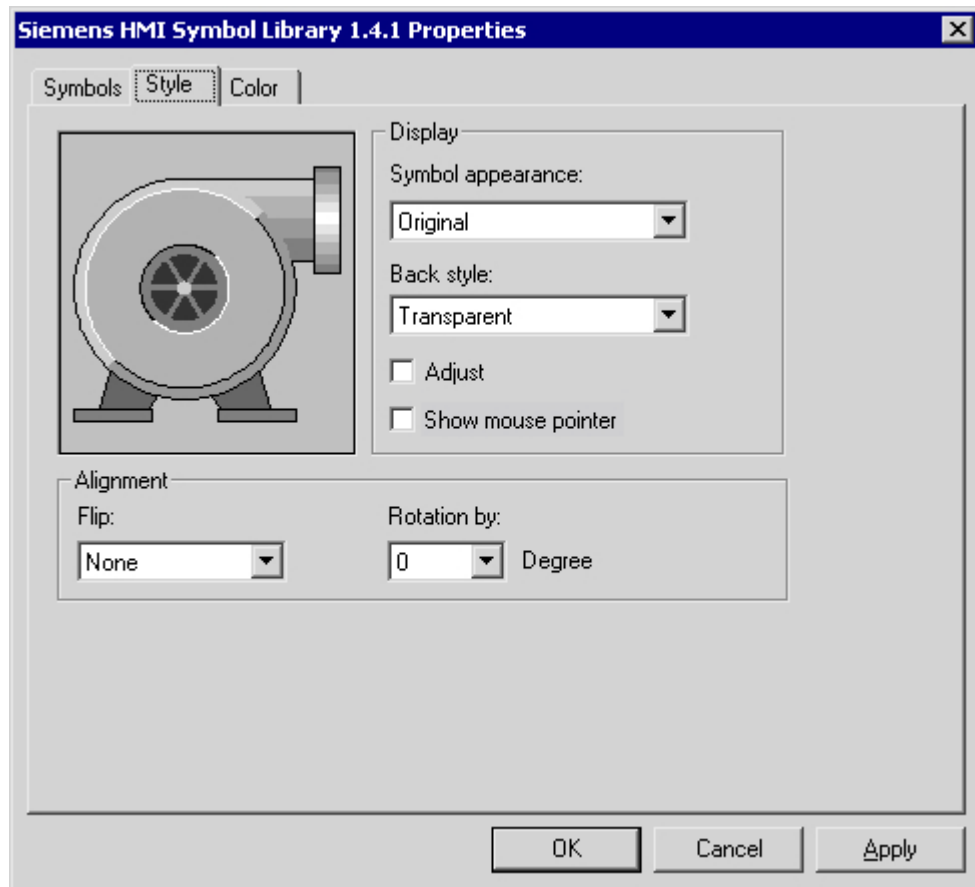 Siemens HMI Symbol Library 1.4.1 Properties
Symbols Style Color
Display
Symbol appearance:
Original
Back style:
Transparent
Adjust
Show mouse pointer
Alignment
Flip: Rotation by:
None 0 Degree
OK Cancel Apply